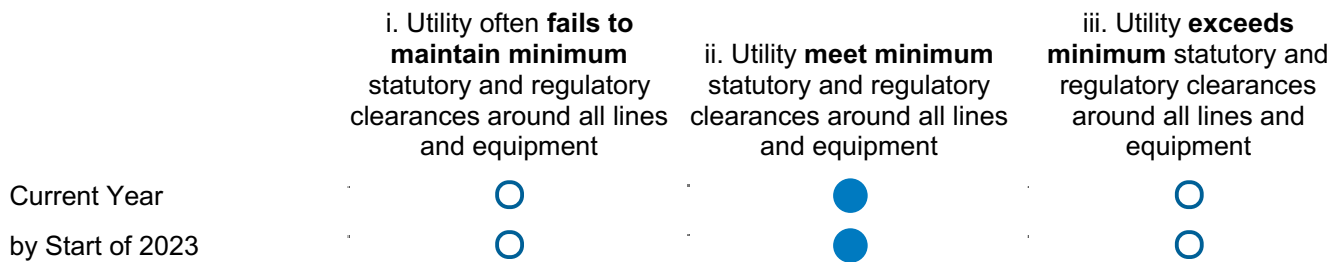 i. Utility often fails to
maintain minimum
statutory and regulatory
clearances around all lines
and equipment
ii. Utility meet minimum
statutory and regulatory
clearances around all lines
and equipment
iii. Utility exceeds
minimum statutory and
regulatory clearances
around all lines and
equipment
Current Year
by Start of 2023